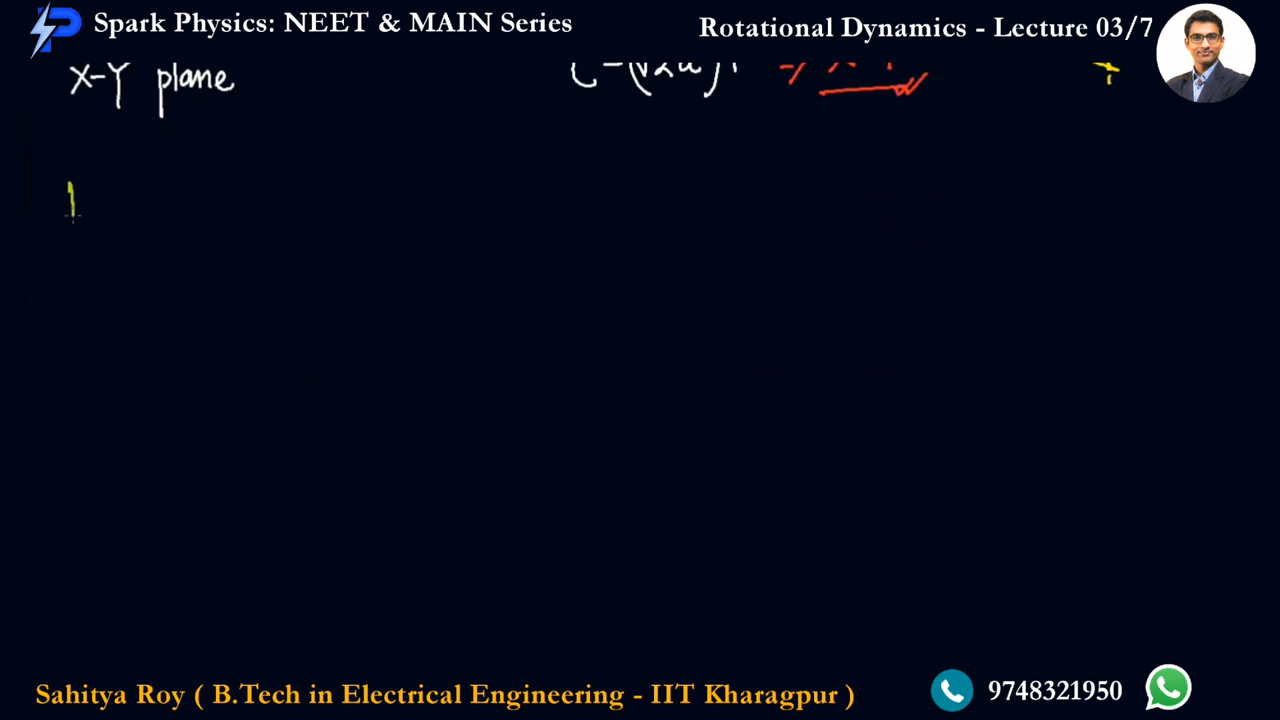 Spark Physics: NEET & MAIN Series
Rotational Dynamics - Lecture 03/7
X-Y plane
Sahitya Roy ( B.Tech in Electrical Engineering - IIT Kharagpur )
9748321950